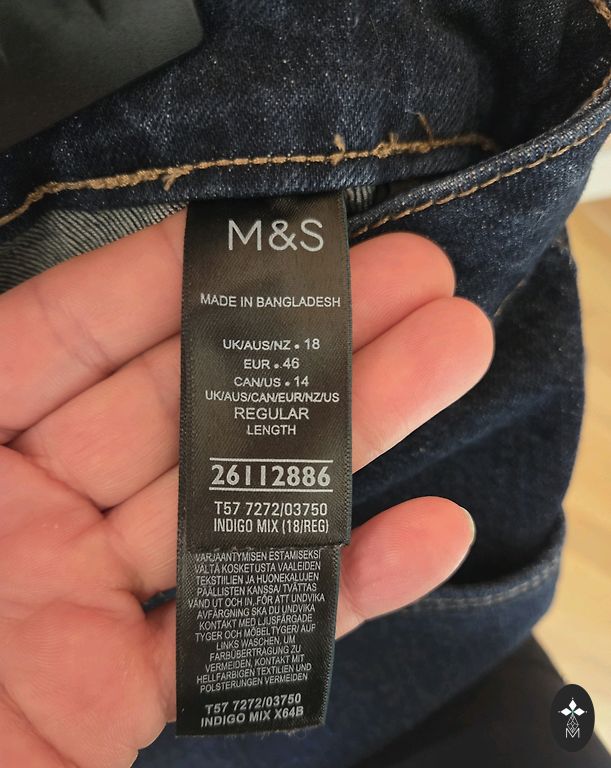 M&S
MADE IN BANGLADESH
UK/AUS/NZ • 18
EUR • 46
CAN/US • 14
UK/AUS/CAN/EUR/NZ/US
REGULAR
LENGTH
26112886
T57 7272/03750
INDIGO MIX (18/REG)
VÄRJÄÄNTYMISEN ESTÄMISEKSI
VÄLTÄ KOSKETUSTA VAALEIDEN
TEKSTIILIEN JA HUONEKALUJEN
PÄÄLLISTEN KANSSA/ TVÄTTAS
VÄND UT OCH IN, FÖR ATT UNDVIKA
AVFÄRGNING SKA DU UNDVIKA
KONTAKT MED LJUSFÄRGADE
TYGER OCH MÖBELTYGER/ AUF
LINKS WASCHEN, UM
FARBÜBERTRAGUNG ZU
VERMEIDEN, KONTAKT MIT
HELLFARBIGEN TEXTILIEN UND
POLSTERUNGEN VERMEIDEN
T57 7272/03750
INDIGO MIX X64B
M